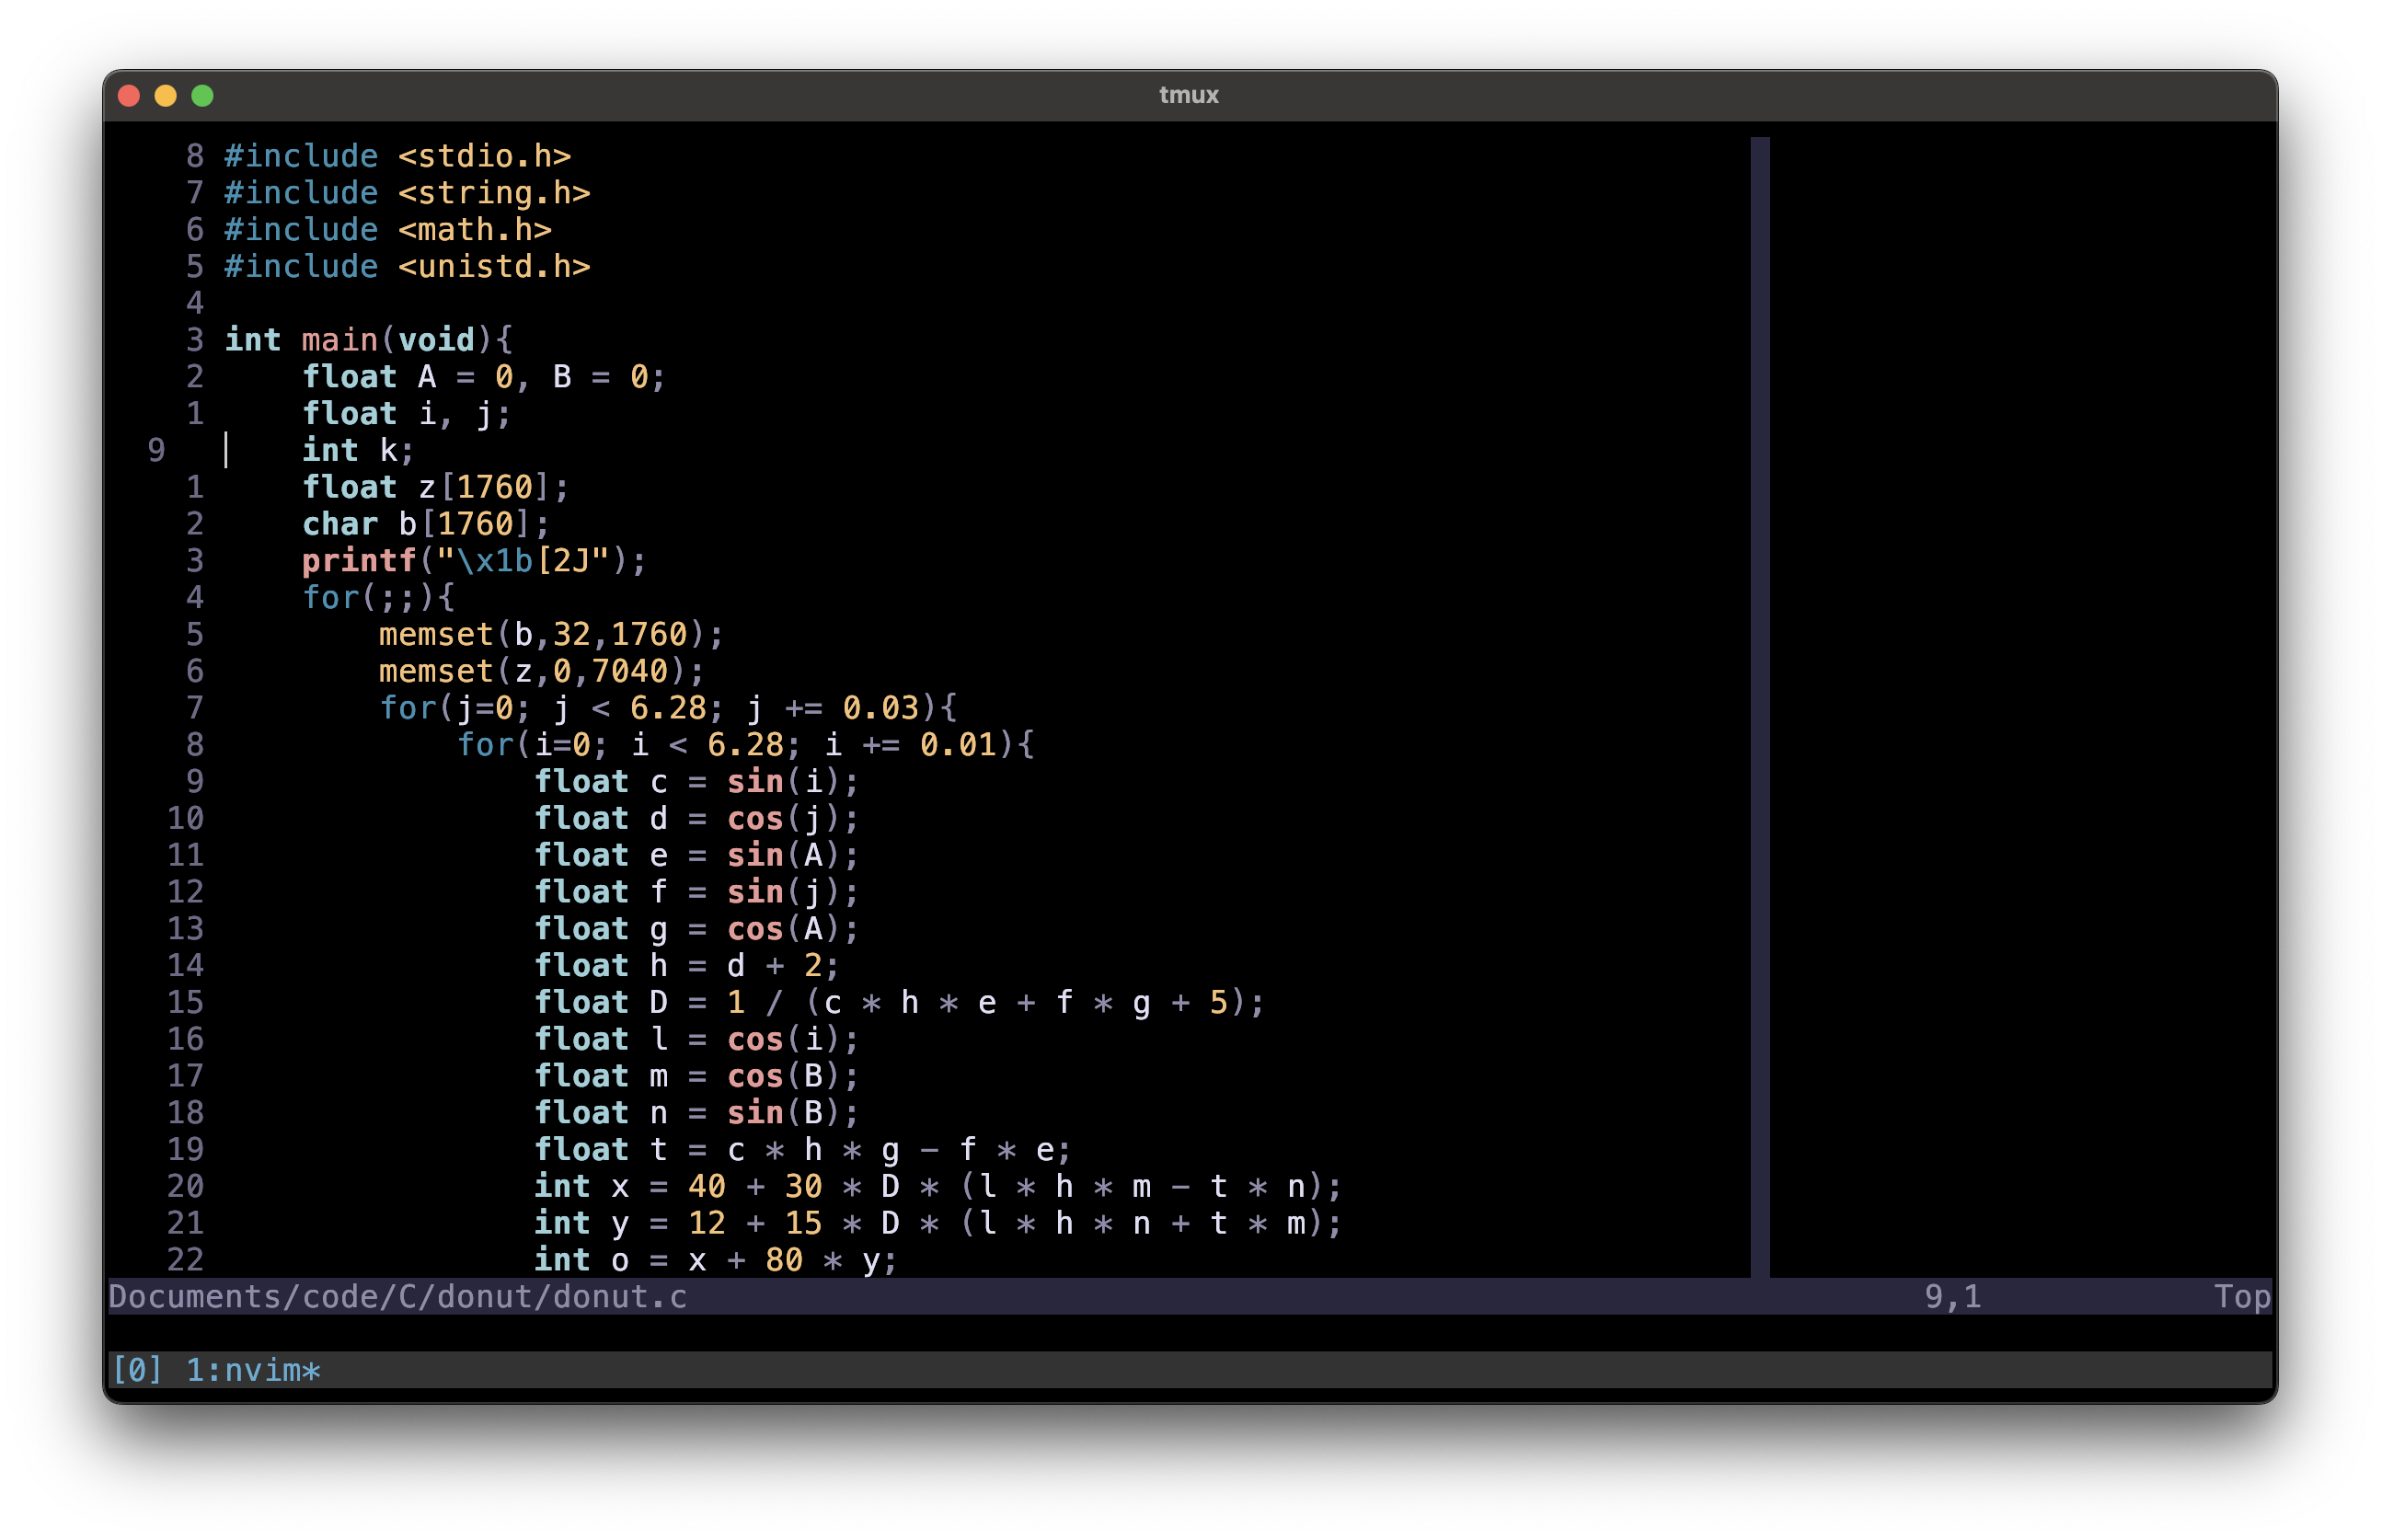 tmux
8 #include <stdio.h>
7 #include <string.h>
6 #include <math.h>
5 #include <unistd.h>
4
3 int main(void){
2     float A = 0, B = 0;
1     float i, j;
9     int k;
1     float z[1760];
2     char b[1760];
3     printf("\x1b[2J");
4     for(;;){
5         memset(b,32,1760);
6         memset(z,0,7040);
7         for(j=0; j < 6.28; j += 0.03){
8             for(i=0; i < 6.28; i += 0.01){
9                 float c = sin(i);
10                 float d = cos(j);
11                 float e = sin(A);
12                 float f = sin(j);
13                 float g = cos(A);
14                 float h = d + 2;
15                 float D = 1 / (c * h * e + f * g + 5);
16                 float l = cos(i);
17                 float m = cos(B);
18                 float n = sin(B);
19                 float t = c * h * g - f * e;
20                 int x = 40 + 30 * D * (l * h * m - t * n);
21                 int y = 12 + 15 * D * (l * h * n + t * m);
22                 int o = x + 80 * y;
Documents/code/C/donut/donut.c 9,1 Top
[0] 1:nvim*